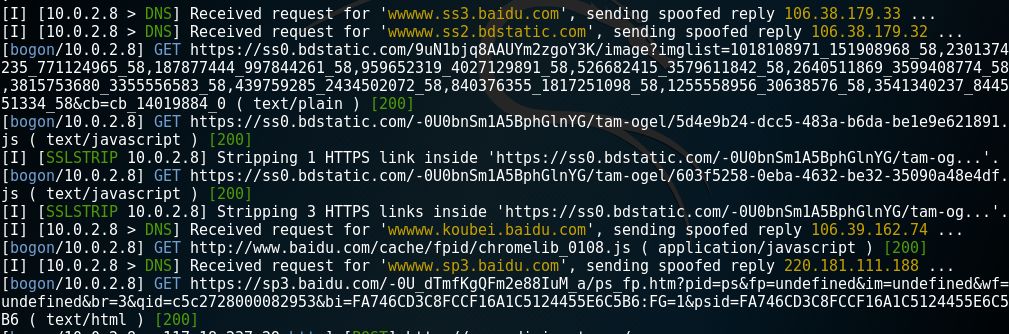 [I] [10.0.2.8 > DNS] Received request for 'wwwww.ss3.baidu.com', sending spoofed reply 106.38.179.33 ...
[I] [10.0.2.8 > DNS] Received request for 'wwwww.ss2.bdstatic.com', sending spoofed reply 106.38.179.32 ...
[bogon/10.0.2.8] GET https://ss0.bdstatic.com/9uN1bjq8AAUYm2zgoY3K/image?imglist=1018108971_151908968_58,2301374
235_771124965_58,187877444_997844261_58,959652319_4027129891_58,526682415_3579611842_58,2640511869_3599408774_58
,3815753680_3355556583_58,439759285_2434502072_58,840376355_1817251098_58,1255558956_30638576_58,3541340237_8445
51334_58&cb=cb_14019884_0 ( text/plain ) [200]
[bogon/10.0.2.8] GET https://ss0.bdstatic.com/-0U0bnSm1A5BphGlnYG/tam-ogel/5d4e9b24-dcc5-483a-b6da-be1e9e621891.
js ( text/javascript ) [200]
[I] [SSLSTRIP 10.0.2.8] Stripping 1 HTTPS link inside 'https://ss0.bdstatic.com/-0U0bnSm1A5BphGlnYG/tam-og...'.
[bogon/10.0.2.8] GET https://ss0.bdstatic.com/-0U0bnSm1A5BphGlnYG/tam-ogel/603f5258-0eba-4632-be32-35090a48e4df.
js ( text/javascript ) [200]
[I] [SSLSTRIP 10.0.2.8] Stripping 3 HTTPS links inside 'https://ss0.bdstatic.com/-0U0bnSm1A5BphGlnYG/tam-og...'.
[I] [10.0.2.8 > DNS] Received request for 'wwwww.koubei.baidu.com', sending spoofed reply 106.39.162.74 ...
[bogon/10.0.2.8] GET http://www.baidu.com/cache/fpid/chromelib_0108.js ( application/javascript ) [200]
[I] [10.0.2.8 > DNS] Received request for 'wwwww.sp3.baidu.com', sending spoofed reply 220.181.111.188 ...
[bogon/10.0.2.8] GET https://sp3.baidu.com/-0U_dTmfKgQFm2e88IuM_a/ps_fp.htm?pid=ps&fp=undefined&im=undefined&wf=
undefined&br=3&qid=c5c2728000082953&bi=FA746CD3C8FCCF16A1C5124455E6C5B6:FG=1&psid=FA746CD3C8FCCF16A1C5124455E6C5
B6 ( text/html ) [200]